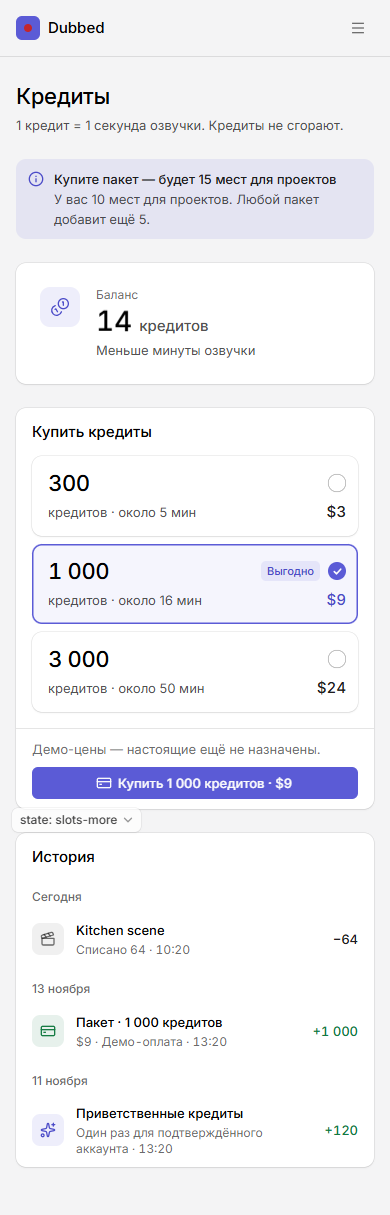 Dubbed
Кредиты
1 кредит = 1 секунда озвучки. Кредиты не сгорают.
Купите пакет — будет 15 мест для проектов
У вас 10 мест для проектов. Любой пакет
добавит ещё 5.
Баланс
14 кредитов
Меньше минуты озвучки
Купить кредиты
300
кредитов · около 5 мин
$3
1 000
Выгодно
кредитов · около 16 мин
$9
3 000
кредитов · около 50 мин
$24
Демо-цены — настоящие ещё не назначены.
Купить 1 000 кредитов · $9
state: slots-more
История
Сегодня
Kitchen scene
Списано 64 · 10:20
−64
13 ноября
Пакет · 1 000 кредитов
$9 · Демо-оплата · 13:20
+1 000
11 ноября
Приветственные кредиты
Один раз для подтверждённого
аккаунта · 13:20
+120